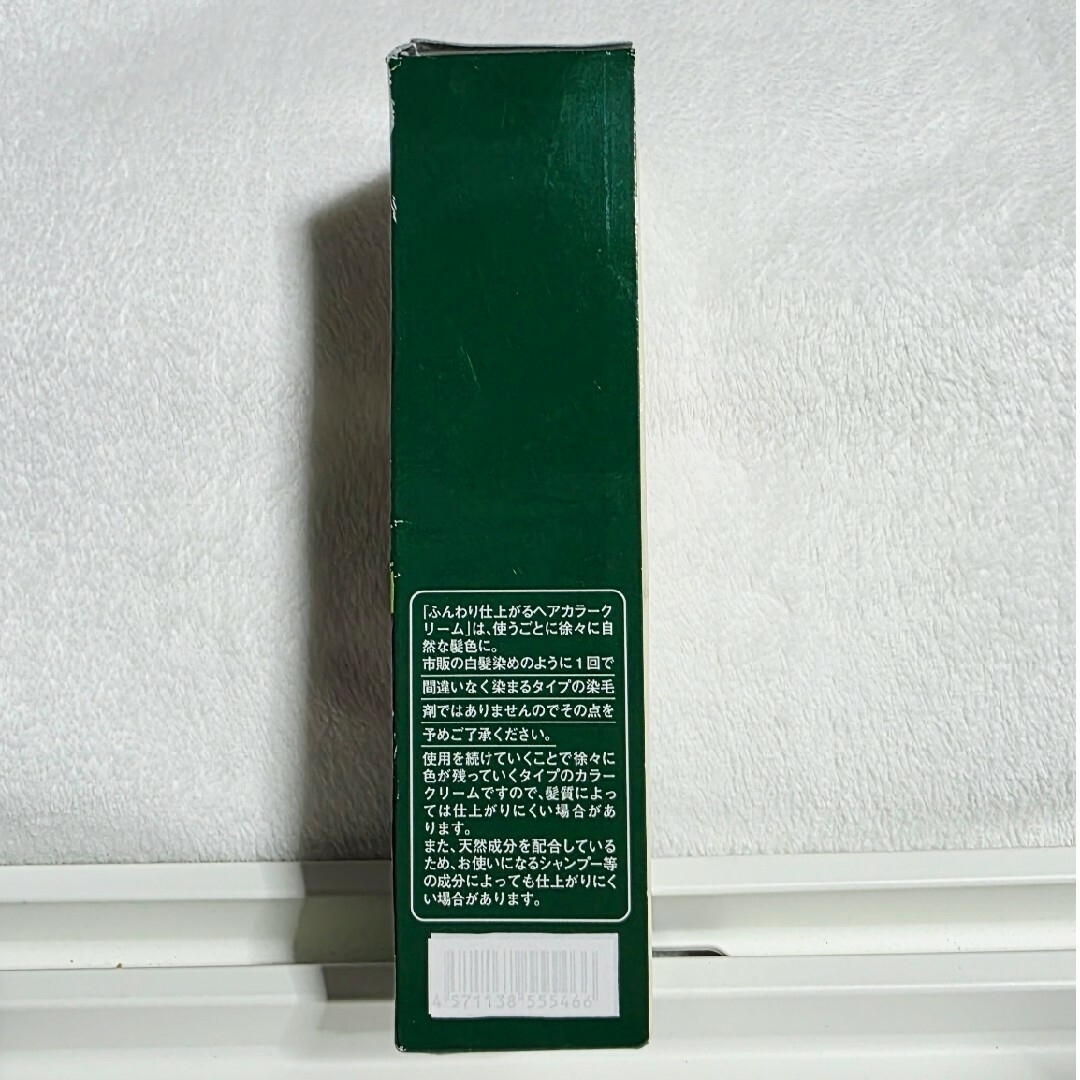 「ふんわり仕上がるヘアカラーク
リーム」は、使うごとに徐々に自
然な髪色に。
市販の白髪染めのように1回で
間違いなく染まるタイプの染毛
剤ではありませんのでその点を
予めご了承ください。
使用を続けていくことで徐々に
色が残っていくタイプのカラー
クリームですので、髪質によっ
ては仕上がりにくい場合があ
ります。
また、天然成分を配合している
ため、お使いになるシャンプー等
の成分によっても仕上がりにく
い場合があります。
4571138555466